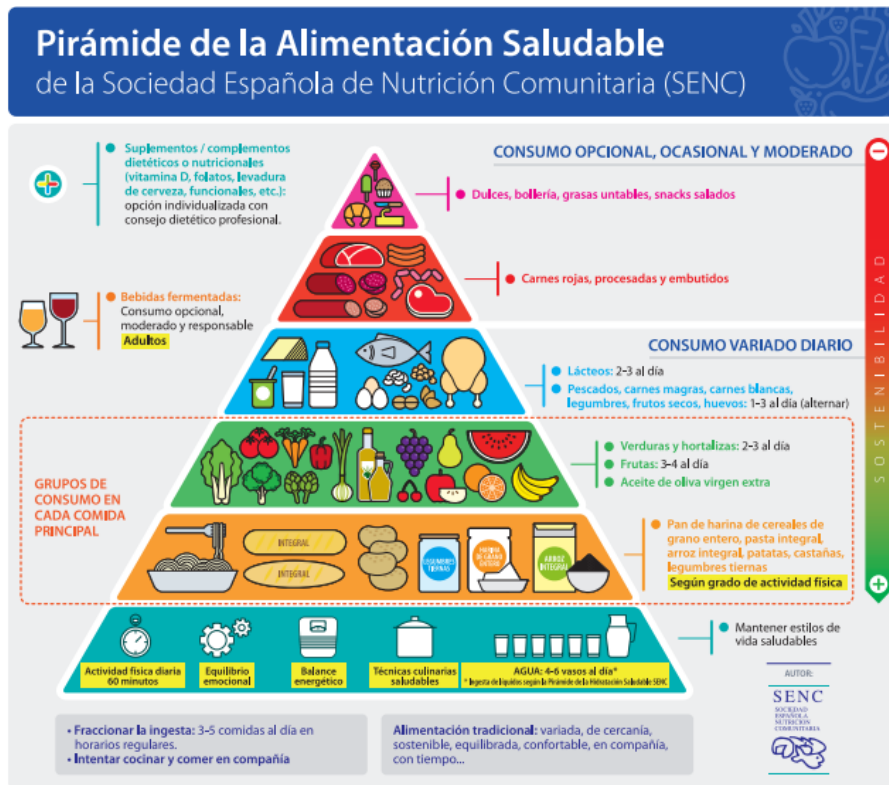 Pirámide de la Alimentación Saludable
de la Sociedad Española de Nutrición Comunitaria (SENC)
Suplementos / complementos
dietéticos o nutricionales
(vitamina D, folatos, levadura
de cerveza, funcionales, etc.):
opción individualizada con
consejo dietético profesional.
CONSUMO OPCIONAL, OCASIONAL Y MODERADO
Dulces, bollería, grasas untables, snacks salados
Carnes rojas, procesadas y embutidos
Bebidas fermentadas:
Consumo opcional,
moderado y responsable
Adultos
CONSUMO VARIADO DIARIO
Lácteos: 2-3 al día
Pescados, carnes magras, carnes blancas,
legumbres, frutos secos, huevos: 1-3 al día (alternar)
SOSTENIBILIDAD
GRUPOS DE
CONSUMO EN
CADA COMIDA
PRINCIPAL
Verduras y hortalizas: 2-3 al día
Frutas: 3-4 al día
Aceite de oliva virgen extra
INTEGRAL
INTEGRAL
LEGUMBRES
TIERNAS
HARINA
DE GRANO
ENTERO
ARROZ
INTEGRAL
Pan de harina de cereales de
grano entero, pasta integral,
arroz integral, patatas, castañas,
legumbres tiernas
Según grado de actividad física
Actividad física diaria
60 minutos
Equilibrio
emocional
Balance
energético
Técnicas culinarias
saludables
AGUA: 4-6 vasos al día*
* Ingesta de líquidos según la Pirámide de la Hidratación Saludable SENC
Mantener estilos de
vida saludables
• Fraccionar la ingesta: 3-5 comidas al día en
horarios regulares.
• Intentar cocinar y comer en compañía
Alimentación tradicional: variada, de cercanía,
sostenible, equilibrada, confortable, en compañía,
con tiempo...
AUTOR:
SENC
SOCIEDAD
ESPAÑOLA
NUTRICIÓN
COMUNITARIA